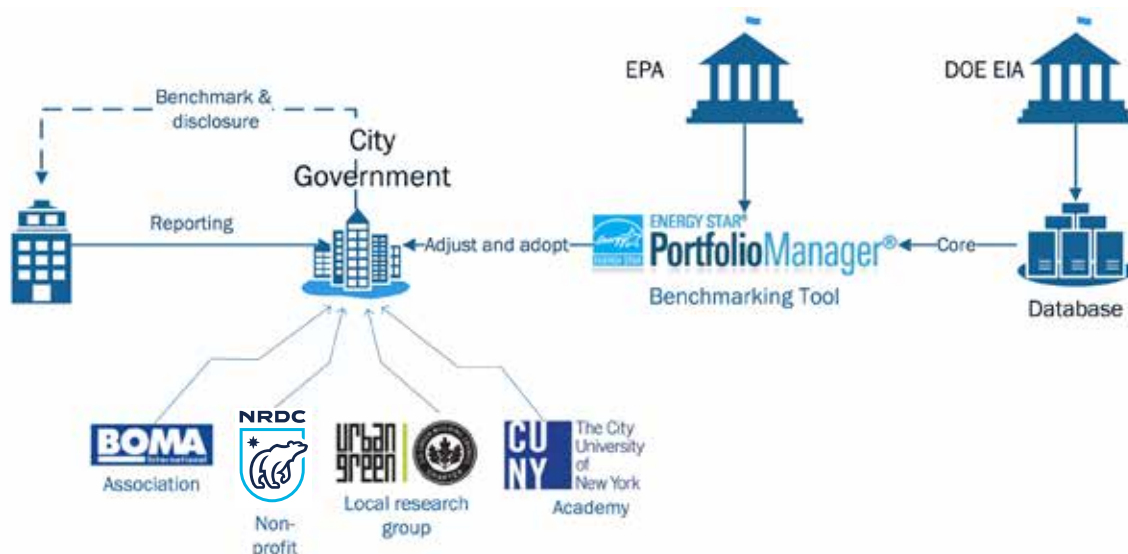 EPA
DOE EIA
Benchmark &
disclosure
City
Government
Reporting
Adjust and adopt
ENERGY STAR
ENERGY STAR®
PortfolioManager®
Benchmarking Tool
Core
Database
BOMA
International
Association
NRDC
Non-
profit
urban
green
Local research
group
CU
NY
The City
University
of
New York
Academy